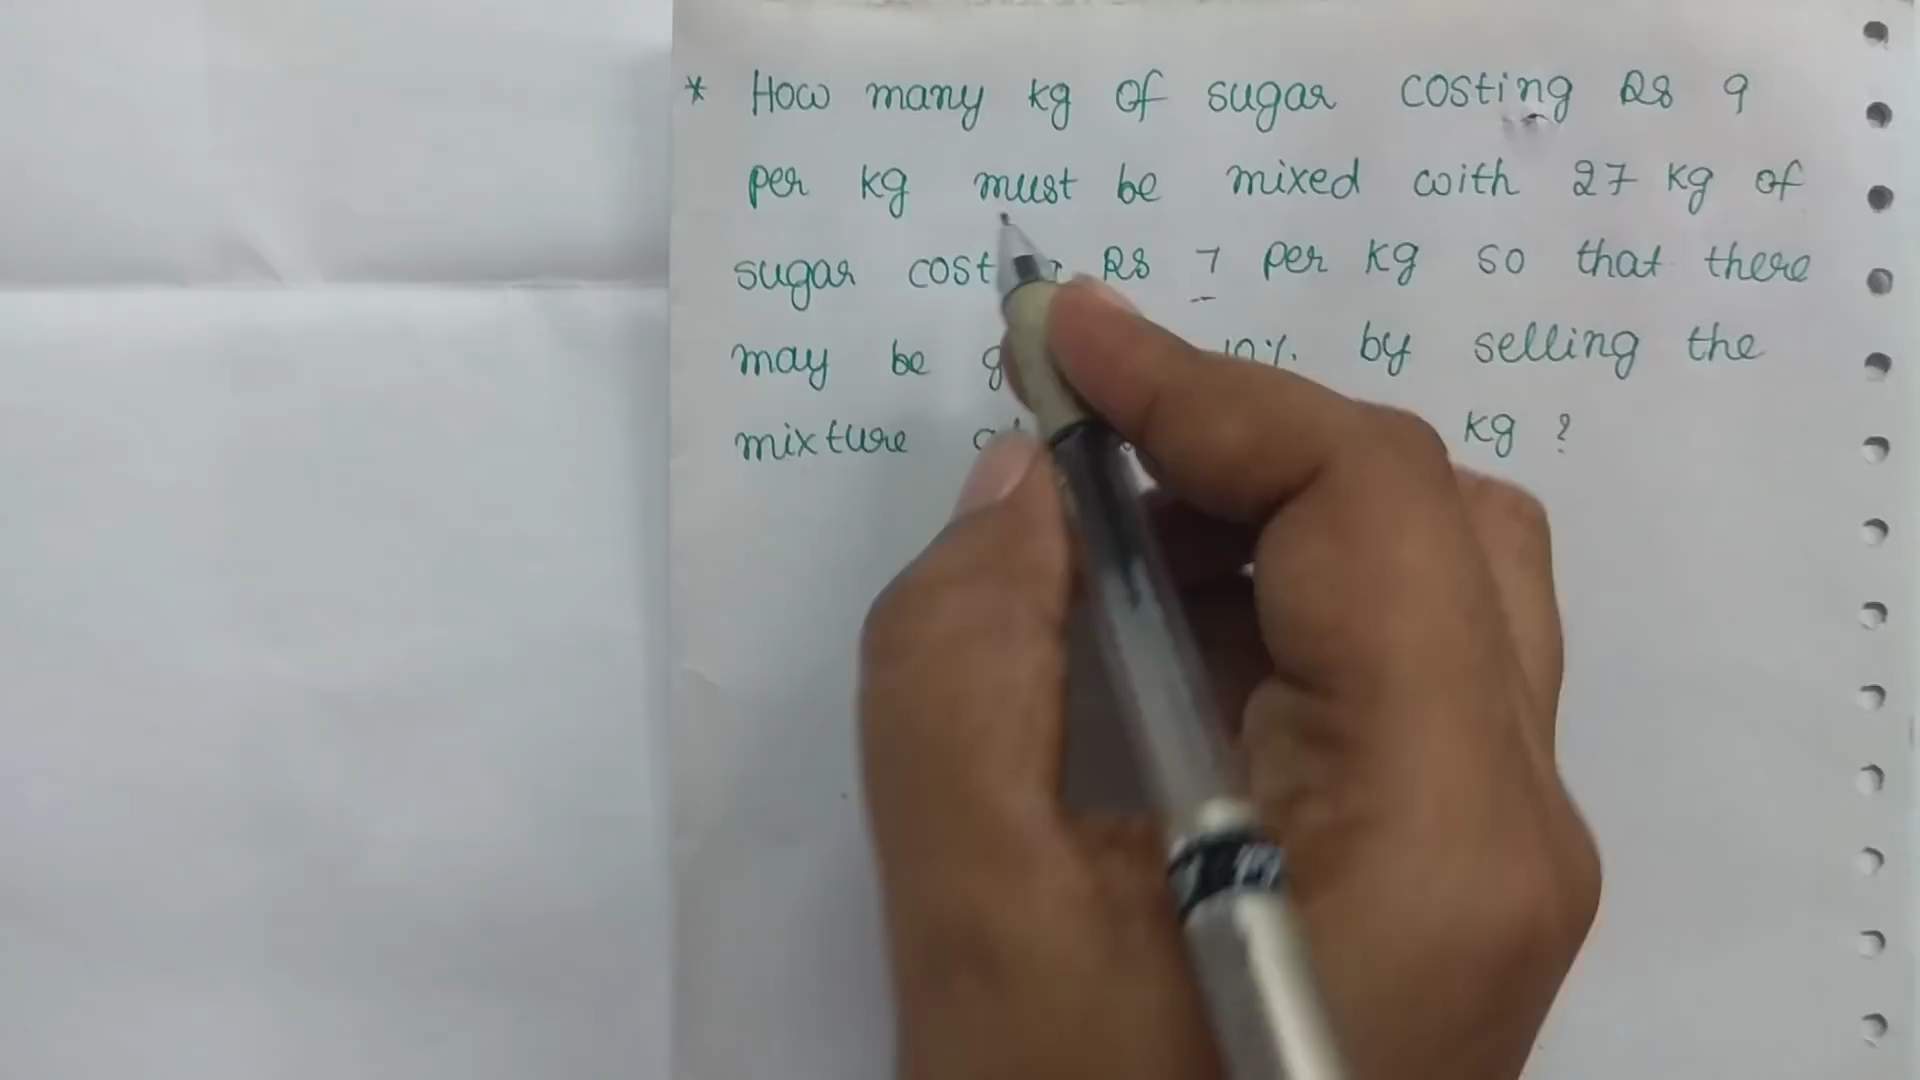 * How many kg of sugar costing Rs 9
per kg must be mixed with 27 kg of
sugar Rs 7 per kg so that there
may be 10% by selling the
mixture kg ?